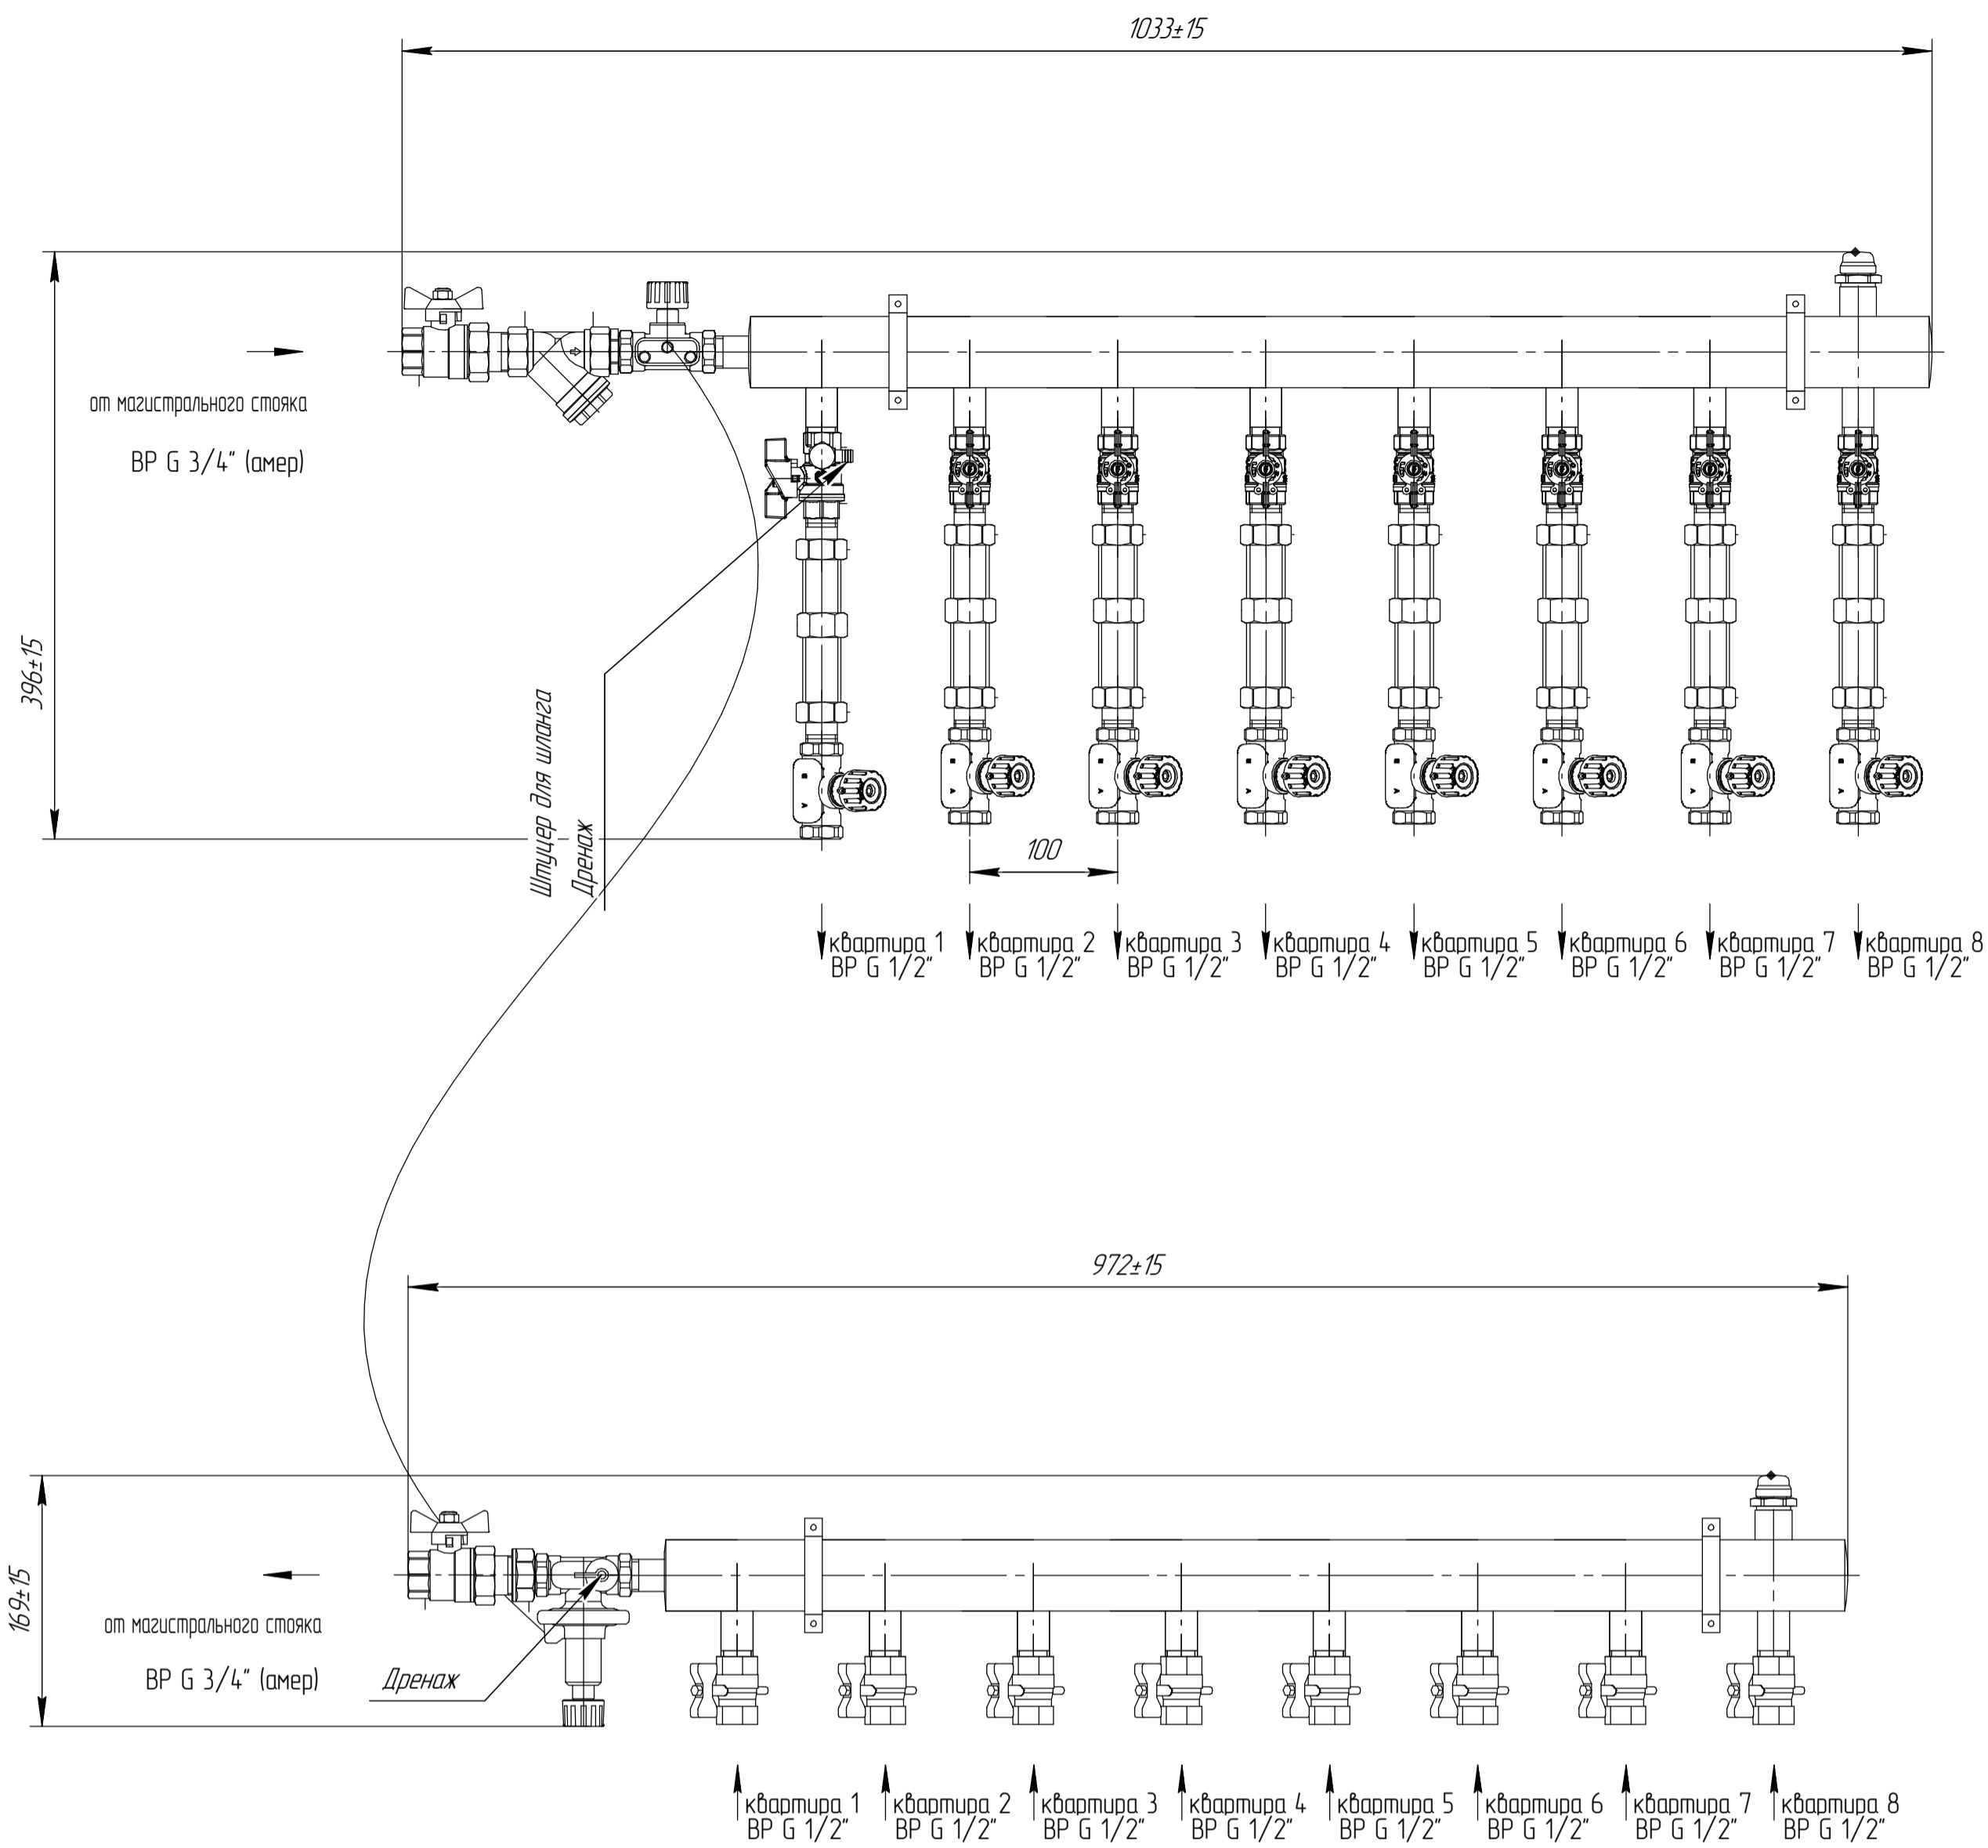 1033±15
от магистрального стояка
ВР G 3/4" (амер)
396±15
Штуцер для шланга
Дренаж
100
квартира 1
ВР G 1/2"
квартира 2
ВР G 1/2"
квартира 3
ВР G 1/2"
квартира 4
ВР G 1/2"
квартира 5
ВР G 1/2"
квартира 6
ВР G 1/2"
квартира 7
ВР G 1/2"
квартира 8
ВР G 1/2"
972±15
169±15
от магистрального стояка
ВР G 3/4" (амер)
Дренаж
квартира 1
ВР G 1/2"
квартира 2
ВР G 1/2"
квартира 3
ВР G 1/2"
квартира 4
ВР G 1/2"
квартира 5
ВР G 1/2"
квартира 6
ВР G 1/2"
квартира 7
ВР G 1/2"
квартира 8
ВР G 1/2"